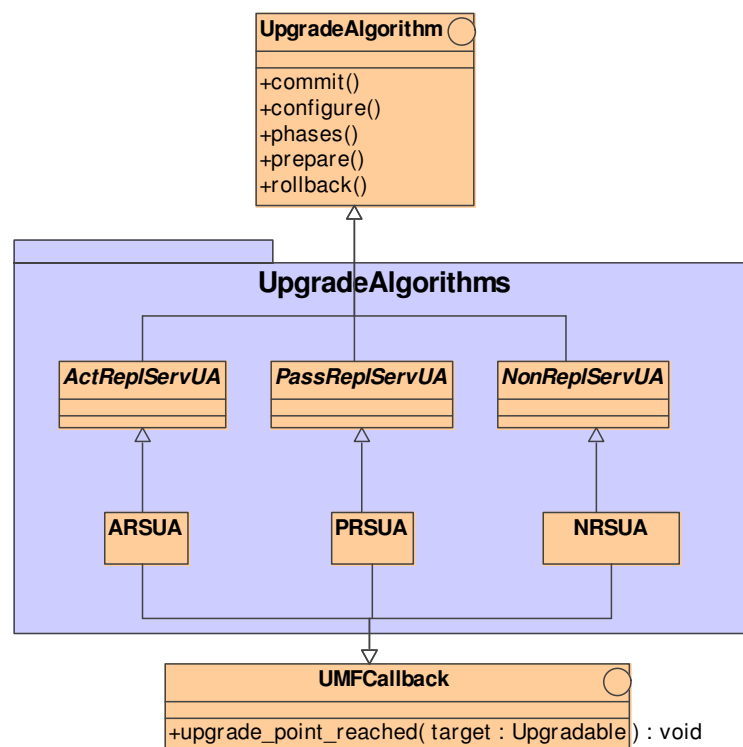 UpgradeAlgorithm
+commit()
+configure()
+phases()
+prepare()
+rollback()
UpgradeAlgorithms
ActReplServUA PassReplServUA NonReplServUA
ARSUA PRSUA NRSUA
UMFCallback
+upgrade_point_reached( target : Upgradable ) : void